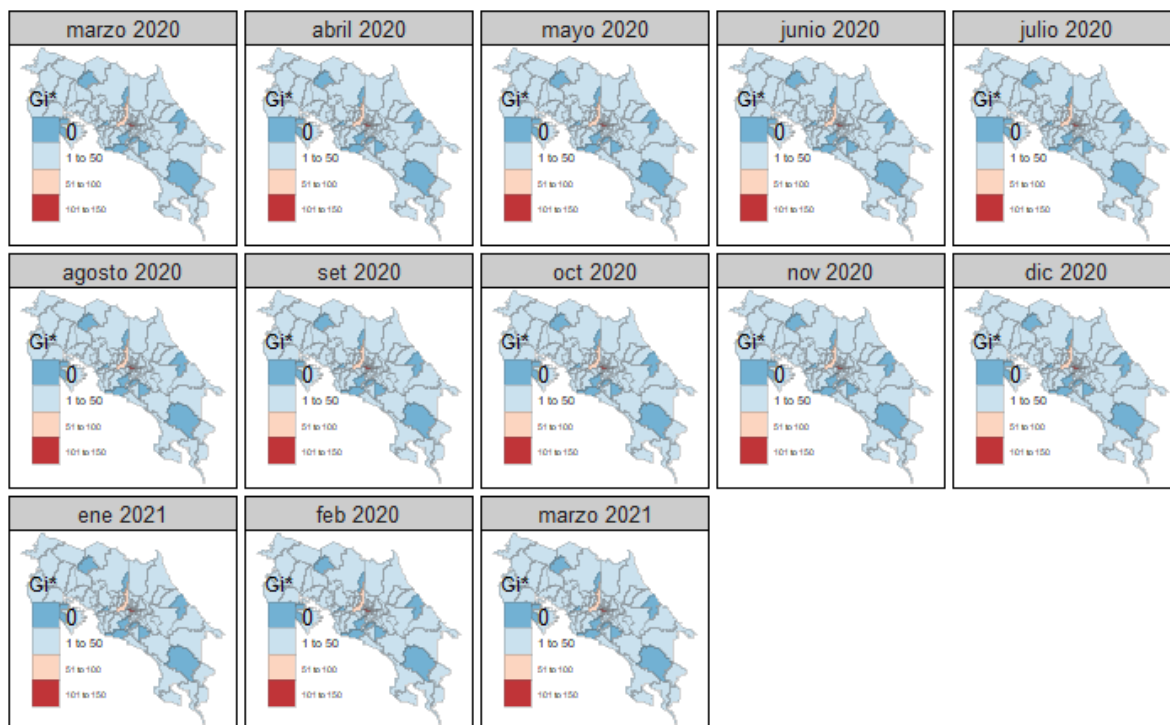 marzo 2020
abril 2020
mayo 2020
junio 2020
julio 2020
Gi*
0
1 to 50
51 to 100
101 to 150
Gi*
0
1 to 50
51 to 100
101 to 150
Gi*
0
1 to 50
51 to 100
101 to 150
Gi*
0
1 to 50
51 to 100
101 to 150
Gi*
0
1 to 50
51 to 100
101 to 150
agosto 2020
set 2020
oct 2020
nov 2020
dic 2020
Gi*
0
1 to 50
51 to 100
101 to 150
Gi*
0
1 to 50
51 to 100
101 to 150
Gi*
0
1 to 50
51 to 100
101 to 150
Gi*
0
1 to 50
51 to 100
101 to 150
Gi*
0
1 to 50
51 to 100
101 to 150
ene 2021
feb 2020
marzo 2021
Gi*
0
1 to 50
51 to 100
101 to 150
Gi*
0
1 to 50
51 to 100
101 to 150
Gi*
0
1 to 50
51 to 100
101 to 150